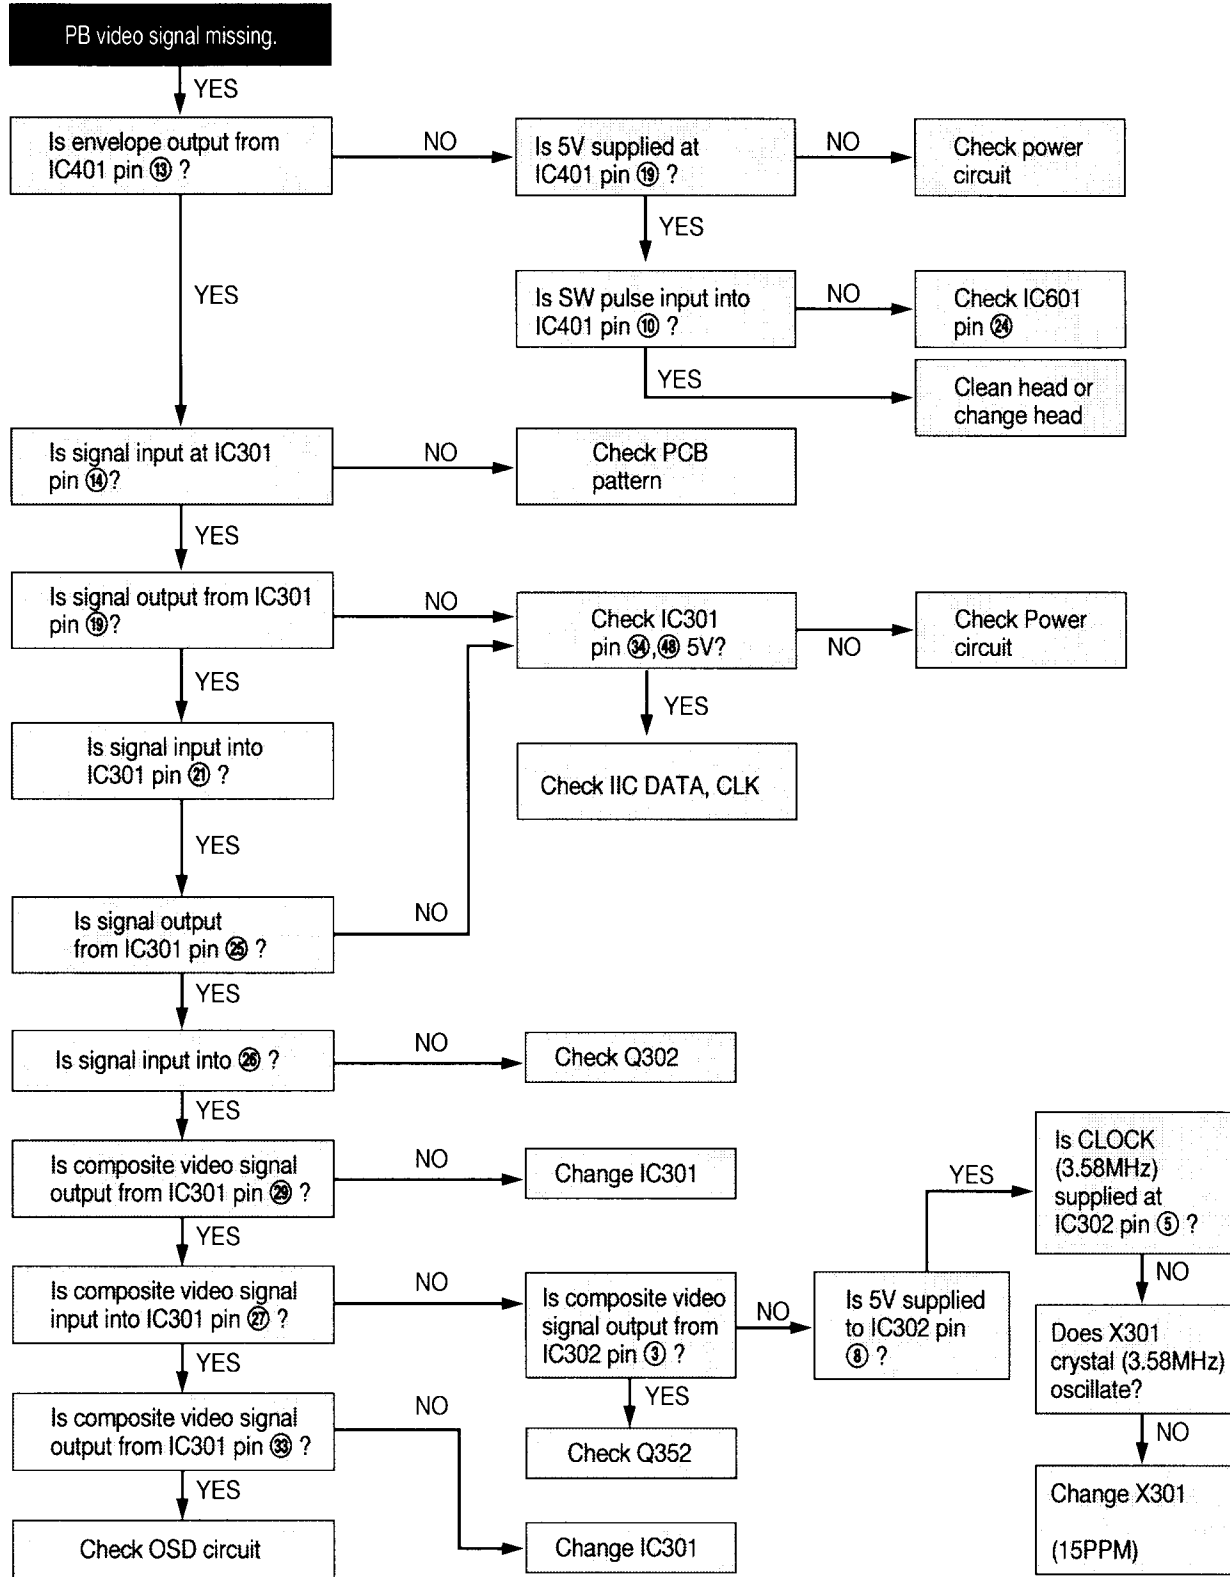 PB video signal missing.
YES
Is envelope output from
IC401 pin ⑬ ?
NO
Is 5V supplied at
IC401 pin ⑲ ?
NO
Check power
circuit
YES
YES
Is SW pulse input into
IC401 pin ⑩ ?
NO
Check IC601
pin ㉔
YES
Clean head or
change head
Is signal input at IC301
pin ⑭?
NO
Check PCB
pattern
YES
Is signal output from IC301
pin ⑲?
NO
Check IC301
pin ㉞,㊽ 5V?
NO
Check Power
circuit
YES
YES
Is signal input into
IC301 pin ㉑ ?
Check IIC DATA, CLK
YES
Is signal output
from IC301 pin ㉕ ?
NO
YES
Is signal input into ㉖ ?
NO
Check Q302
YES
Is composite video signal
output from IC301 pin ㉙ ?
NO
Change IC301
YES
Is composite video signal
input into IC301 pin ㉗ ?
NO
Is composite video
signal output from
IC302 pin ③ ?
NO
Is 5V supplied
to IC302 pin
⑧ ?
YES
Is CLOCK
(3.58MHz)
supplied at
IC302 pin ⑤ ?
NO
Does X301
crystal (3.58MHz)
oscillate?
NO
Change X301
(15PPM)
YES
Check Q352
YES
Is composite video signal
output from IC301 pin ㉝ ?
NO
Change IC301
YES
Check OSD circuit